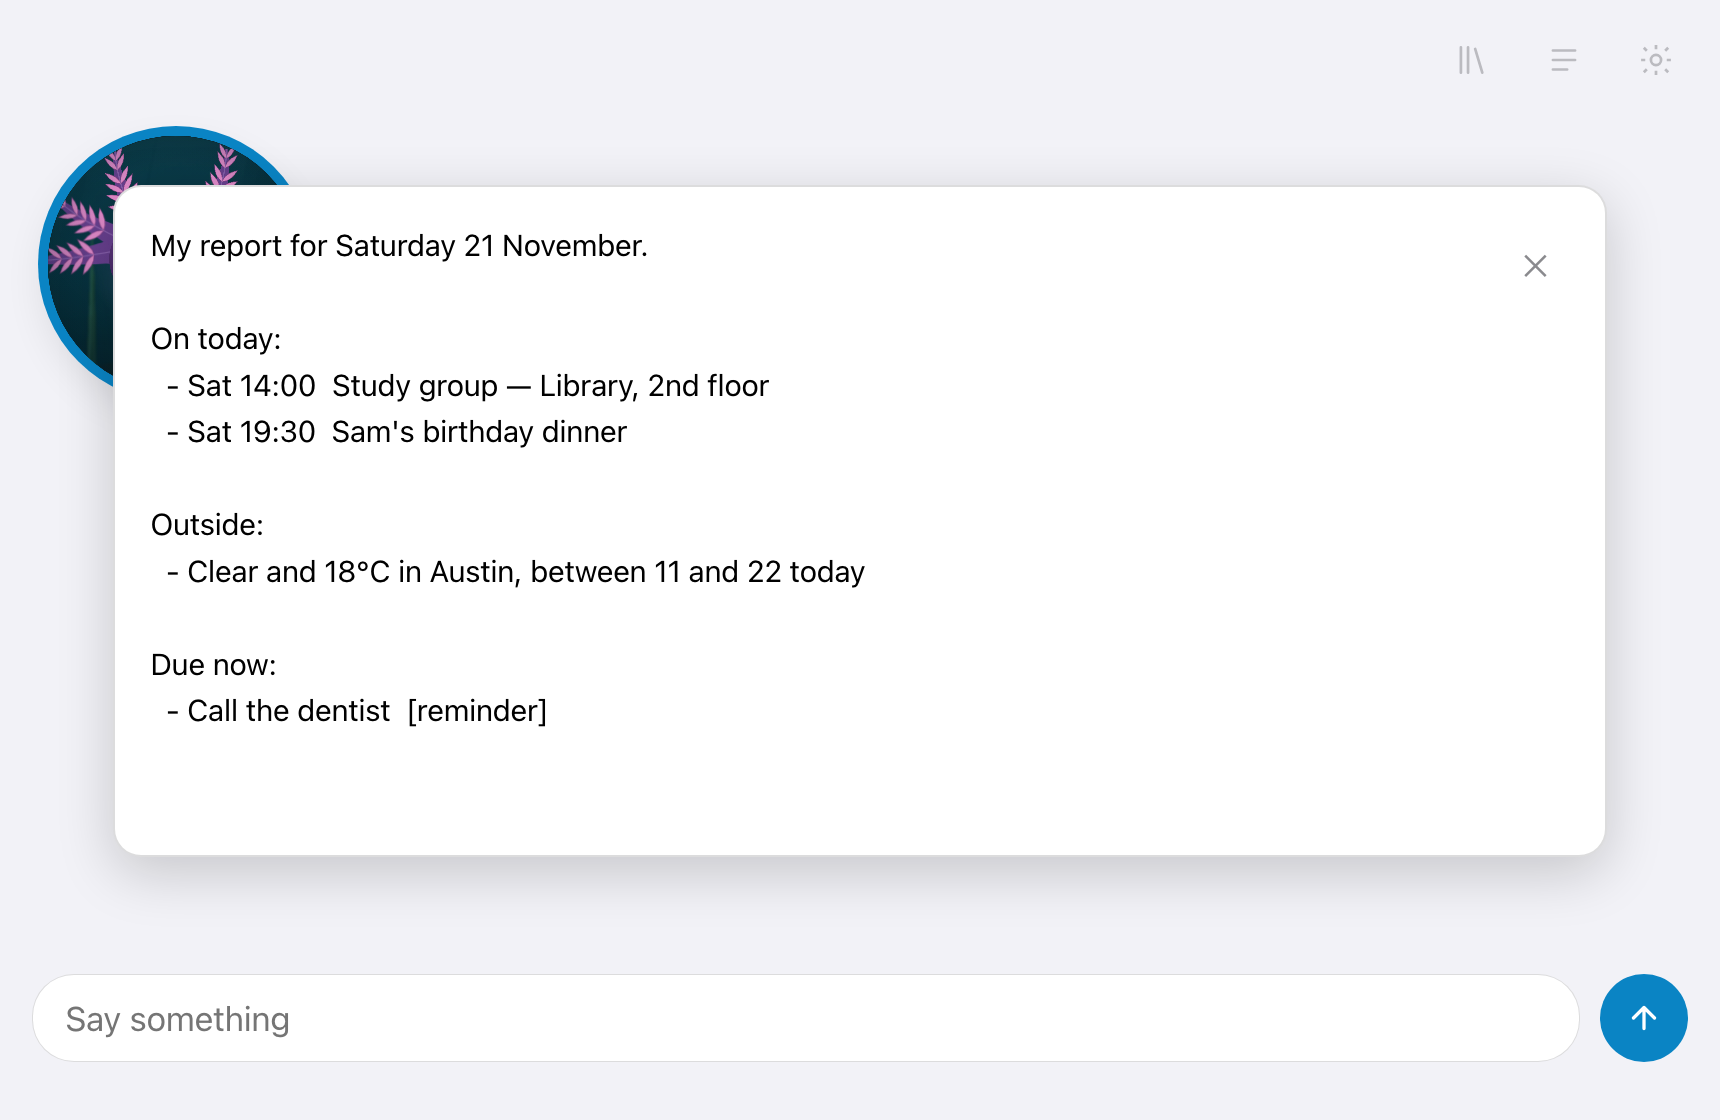 My report for Saturday 21 November.
On today:
- Sat 14:00  Study group — Library, 2nd floor
- Sat 19:30  Sam's birthday dinner
Outside:
- Clear and 18°C in Austin, between 11 and 22 today
Due now:
- Call the dentist  [reminder]
Say something